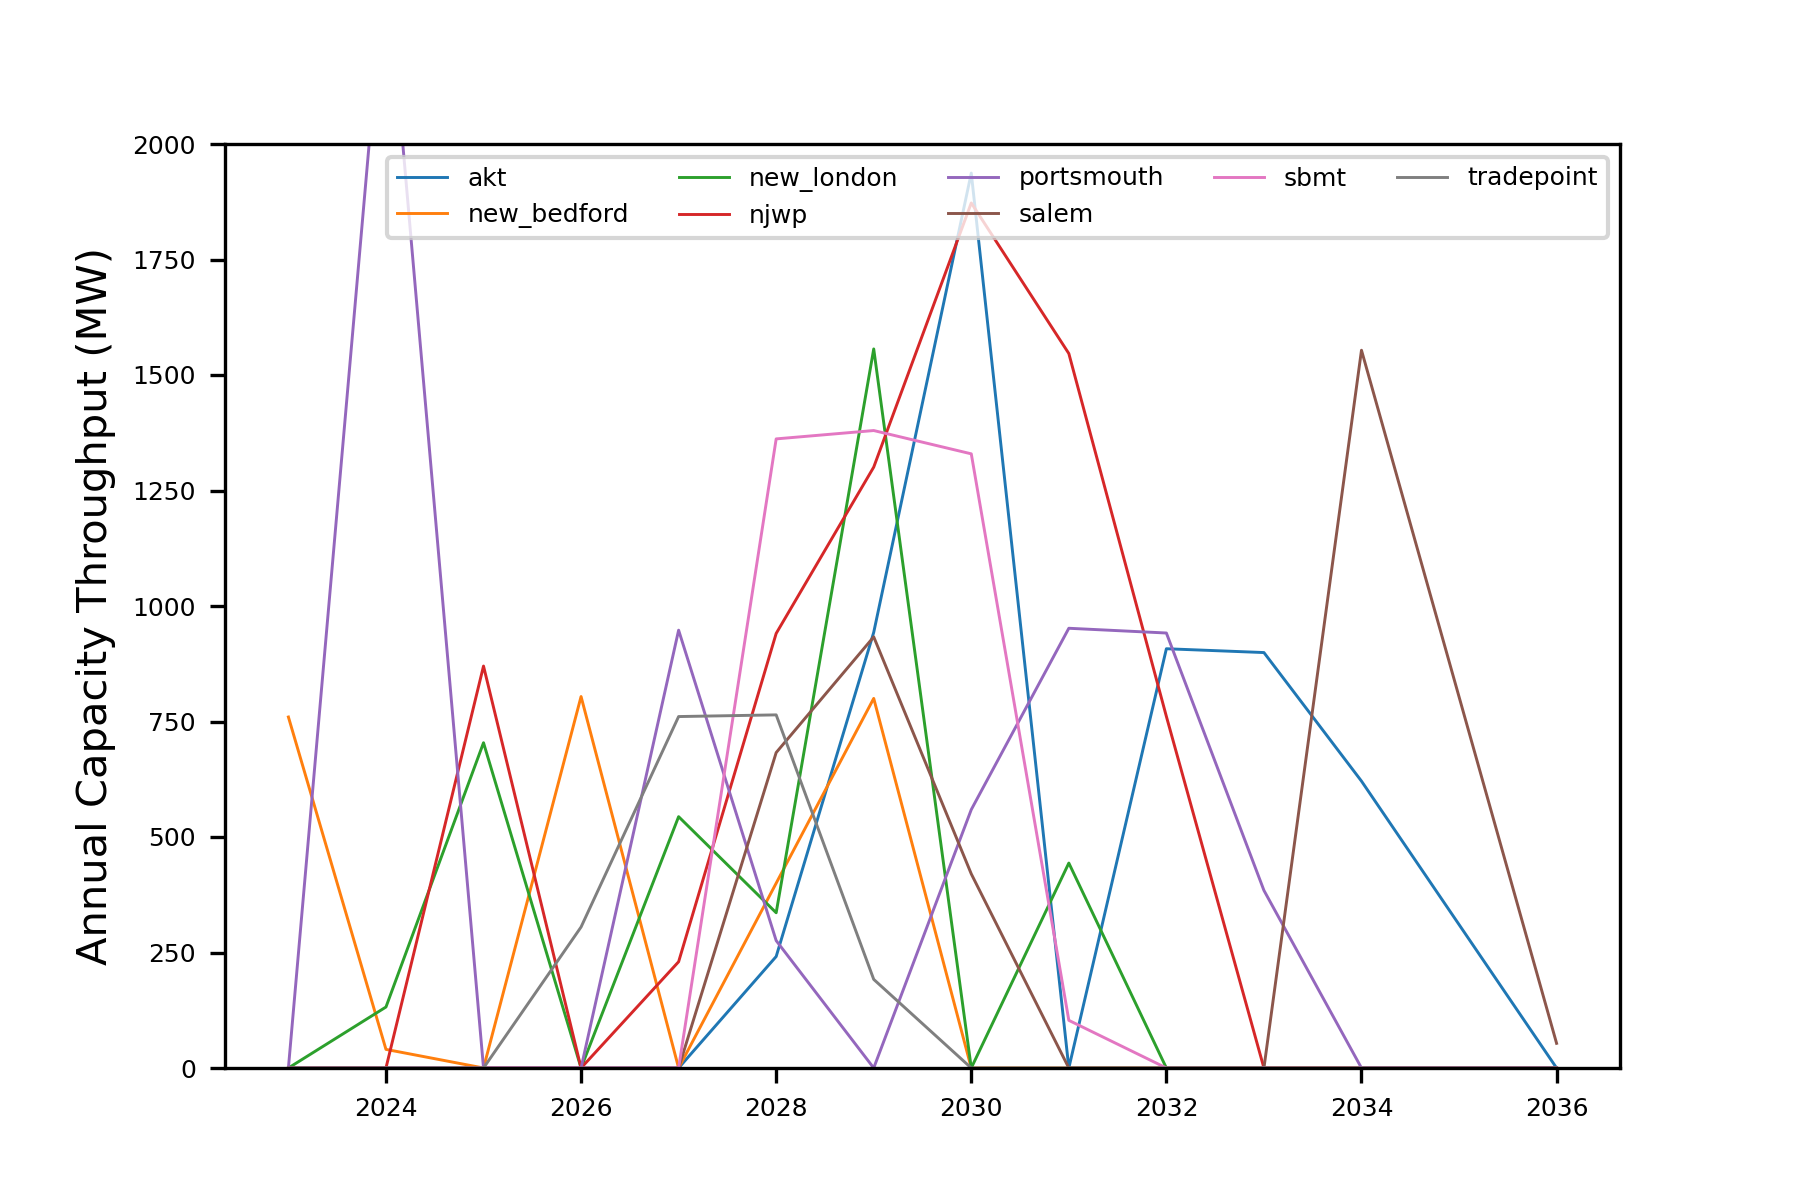 Annual Capacity Throughput (MW)
2000
1750
1500
1250
1000
750
500
250
0
akt new_london portsmouth sbmt tradepoint
new_bedford njwp salem
2024 2026 2028 2030 2032 2034 2036